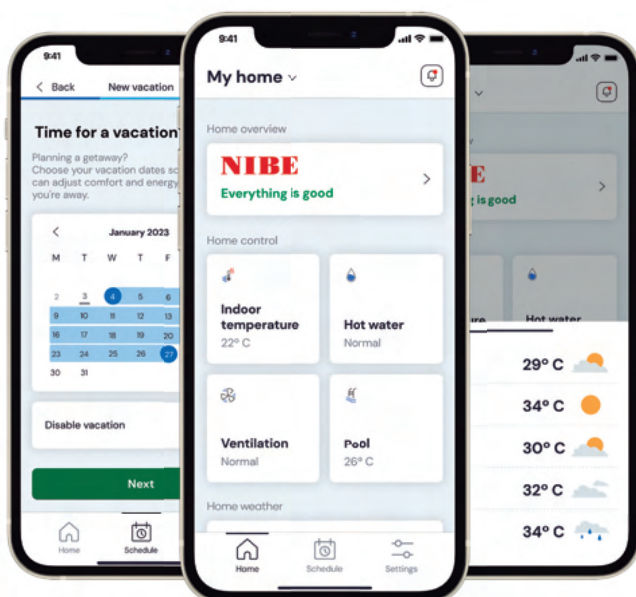 9:41
< Back
New vacation
Time for a vacation
Planning a getaway?
Choose your vacation dates so
can adjust comfort and energy
you're away.
< January 2023
M T W T F
2 3 4 5 6
9 10 11 12 13
16 17 18 19 20
23 24 25 26 27
30 31
Disable vacation
Next
Home
Schedule
9:41
My home
Home overview
NIBE
Everything is good
Home control
Indoor
temperature
22° C
Hot water
Normal
Ventilation
Normal
Pool
26° C
Home weather
Home
Schedule
Settings
E
is good
Hot water
29° C
34° C
30° C
32° C
34° C